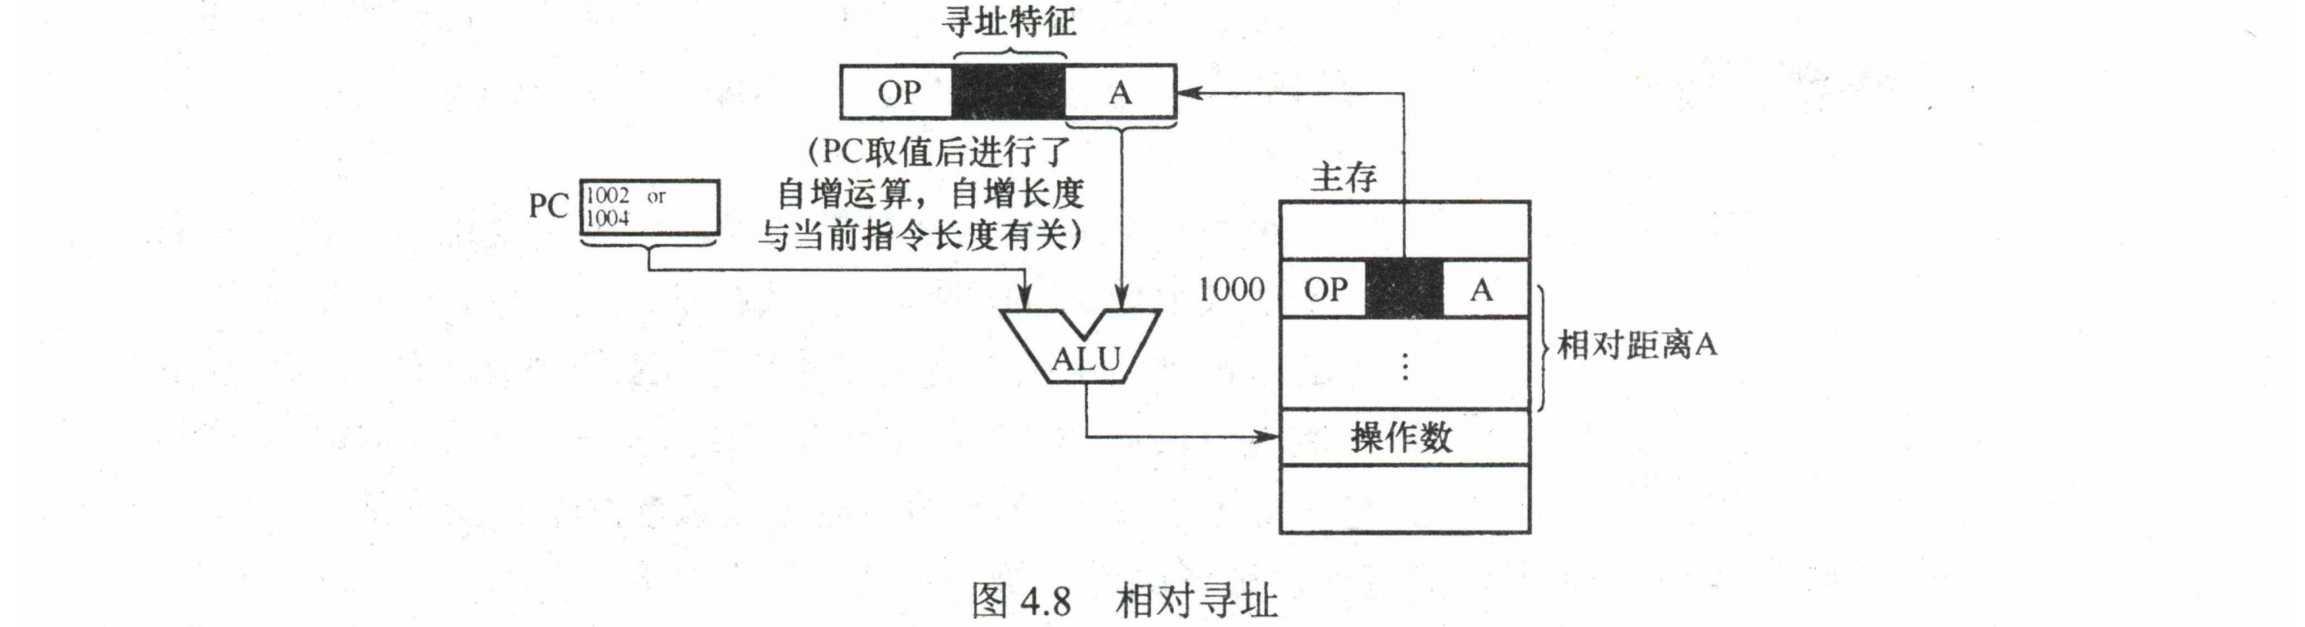 寻址特征
OP A
(PC取值后进行了
自增运算，自增长度
与当前指令长度有关)
PC
1002 or
1004
主存
1000 OP A
相对距离A
ALU
⋮
操作数
图 4.8 相对寻址